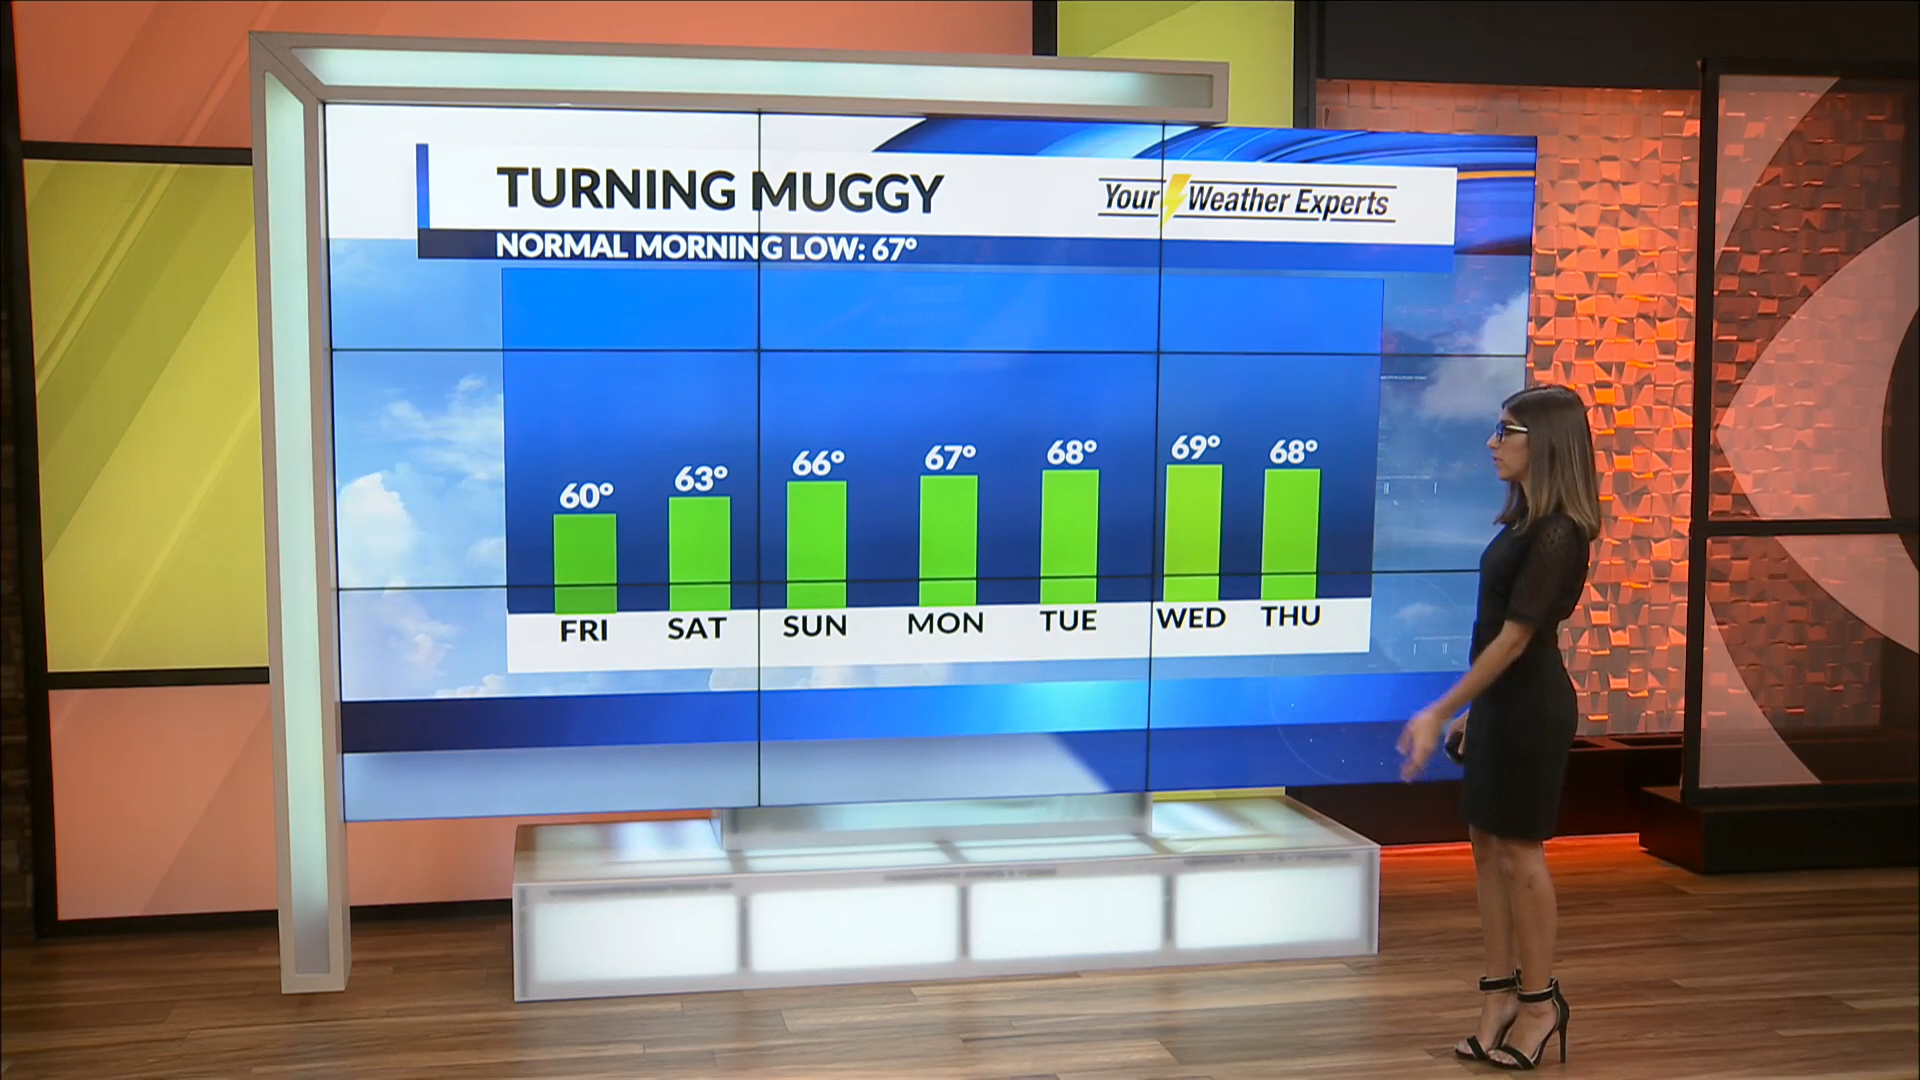 TURNING MUGGY
Your Weather Experts
NORMAL MORNING LOW: 67°
60° 63° 66° 67° 68° 69° 68°
FRI SAT SUN MON TUE WED THU